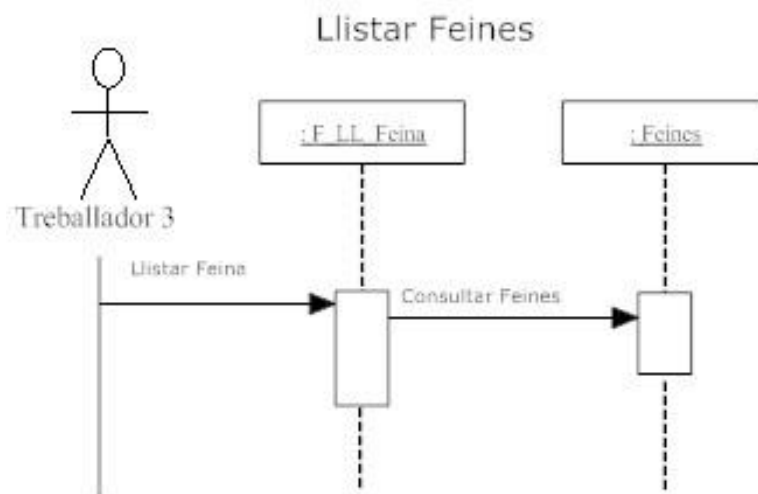 Llistar Feines
: F_LL_Feina
: Feines
Treballador 3
Llistar Feina
Consultar Feines